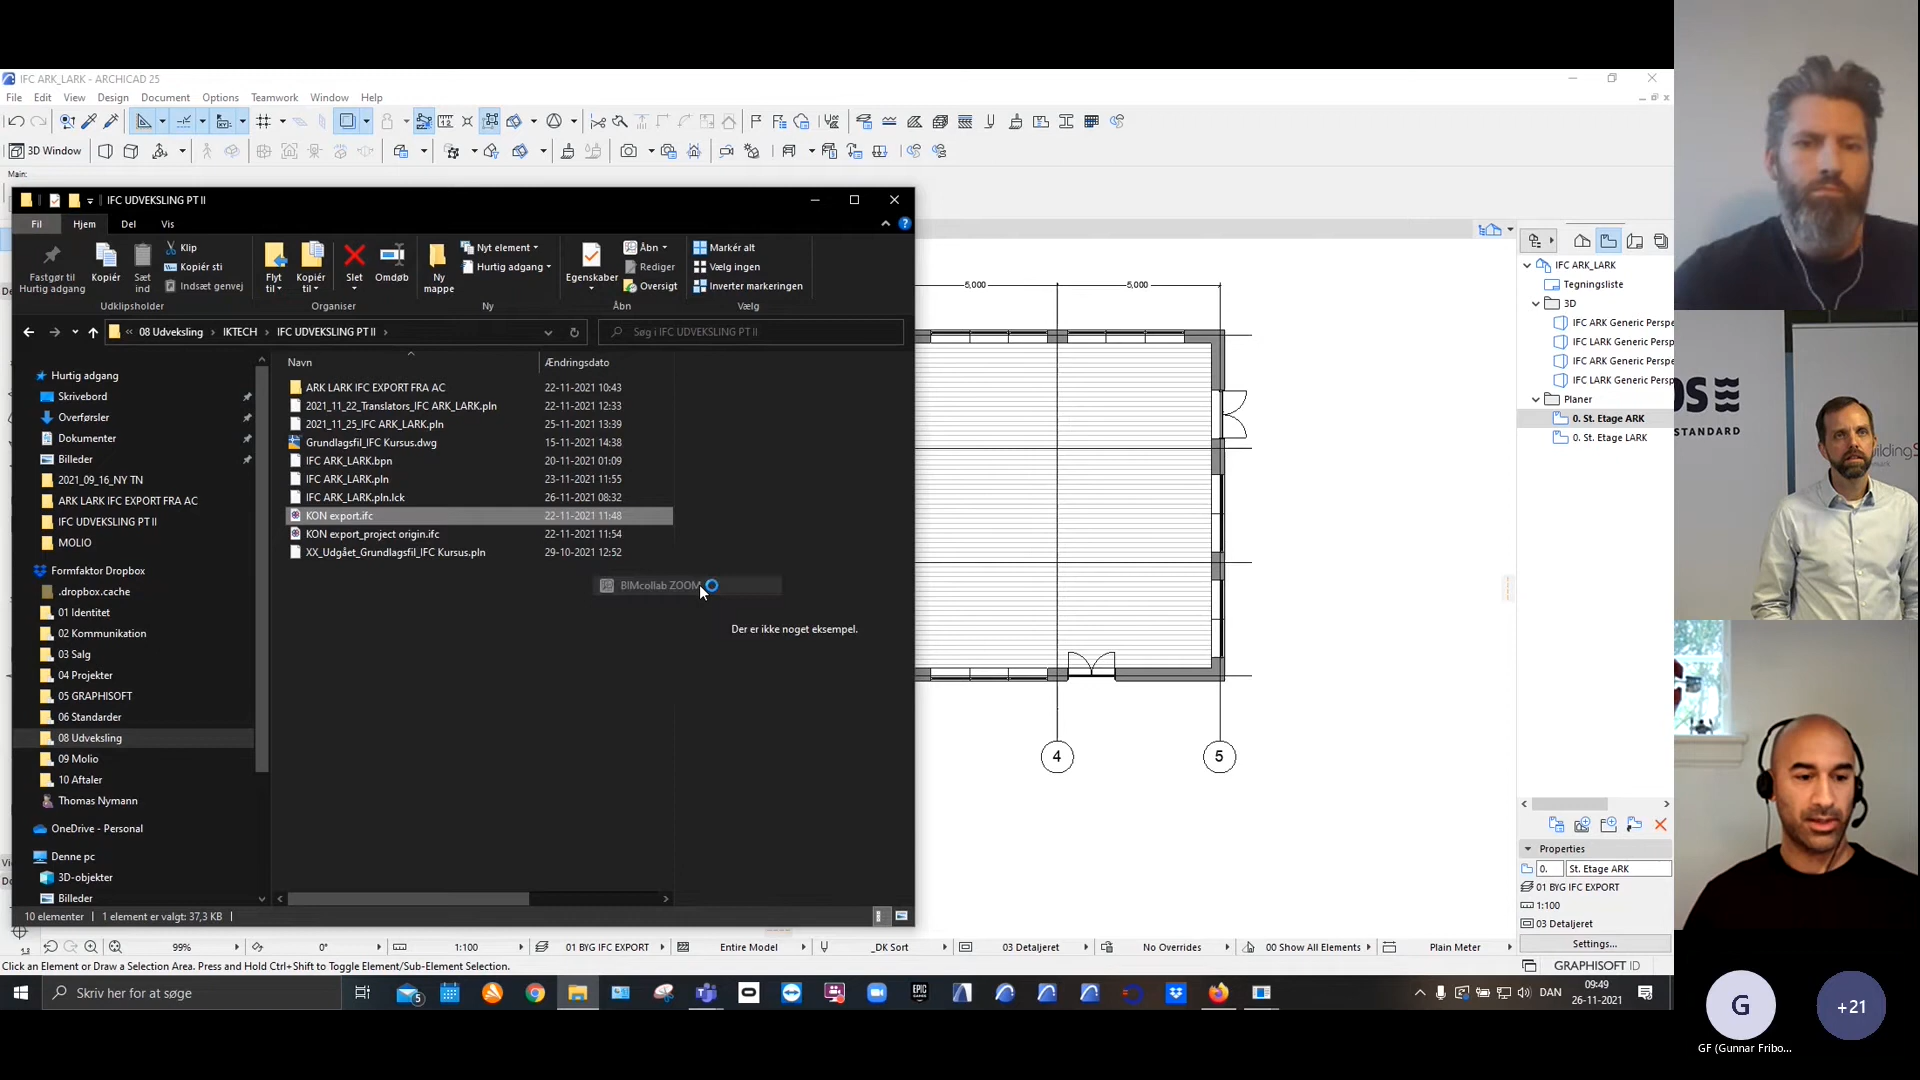 IFC ARK_LARK - ARCHICAD 25
File Edit View Design Document Options Teamwork Window Help
3D Window
Main:
IFC UDVEKSLING PT II
Fil Hjem Del Vis
Fastgør til Hurtig adgang
Kopiér
Sæt ind
Klip
Kopiér sti
Indsæt genvej
Udklipsholder
Flyt til
Kopiér til
Slet
Omdøb
Organiser
Ny mappe
Nyt element
Hurtig adgang
Ny
Egenskaber
Åbn
Rediger
Oversigt
Åbn
Markér alt
Vælg ingen
Inverter markeringen
Vælg
« 08 Udveksling > IKTECH > IFC UDVEKSLING PT II >
Søg i IFC UDVEKSLING PT II
Hurtig adgang
Skrivebord
Overførsler
Dokumenter
Billeder
2021_09_16_NY TN
ARK LARK IFC EXPORT FRA AC
IFC UDVEKSLING PT II
MOLIO
Formfaktor Dropbox
.dropbox.cache
01 Identitet
02 Kommunikation
03 Salg
04 Projekter
05 GRAPHISOFT
06 Standarder
08 Udveksling
09 Molio
10 Aftaler
Thomas Nymann
OneDrive - Personal
Denne pc
3D-objekter
Billeder
Navn Ændringsdato
ARK LARK IFC EXPORT FRA AC 22-11-2021 10:43
2021_11_22_Translators_IFC ARK_LARK.pln 22-11-2021 12:33
2021_11_25_IFC ARK_LARK.pln 25-11-2021 13:39
Grundlagsfil_IFC Kursus.dwg 15-11-2021 14:38
IFC ARK_LARK.bpn 20-11-2021 01:09
IFC ARK_LARK.pln 23-11-2021 11:55
IFC ARK_LARK.pln.lck 26-11-2021 08:32
KON export.ifc 22-11-2021 11:48
KON export_project origin.ifc 22-11-2021 11:54
XX_Udgået_Grundlagsfil_IFC Kursus.pln 29-10-2021 12:52
BIMcollab ZOOM
Der er ikke noget eksempel.
10 elementer 1 element er valgt: 37,3 KB
5,000 5,000
4 5
IFC ARK_LARK
Tegningsliste
3D
IFC ARK Generic Perspe
IFC LARK Generic Persp
IFC ARK Generic Perspe
IFC LARK Generic Persp
Planer
0. St. Etage ARK
0. St. Etage LARK
Properties
0. St. Etage ARK
01 BYG IFC EXPORT
1:100
03 Detaljeret
Settings...
GRAPHISOFT ID
99% 0° 1:100 01 BYG IFC EXPORT Entire Model _DK Sort 03 Detaljeret No Overrides 00 Show All Elements Plain Meter
Click an Element or Draw a Selection Area. Press and Hold Ctrl+Shift to Toggle Element/Sub-Element Selection.
Skriv her for at søge
5
EPIC GAMES
DAN
09:49
26-11-2021
STANDARD
G
+21
GF (Gunnar Fribo...